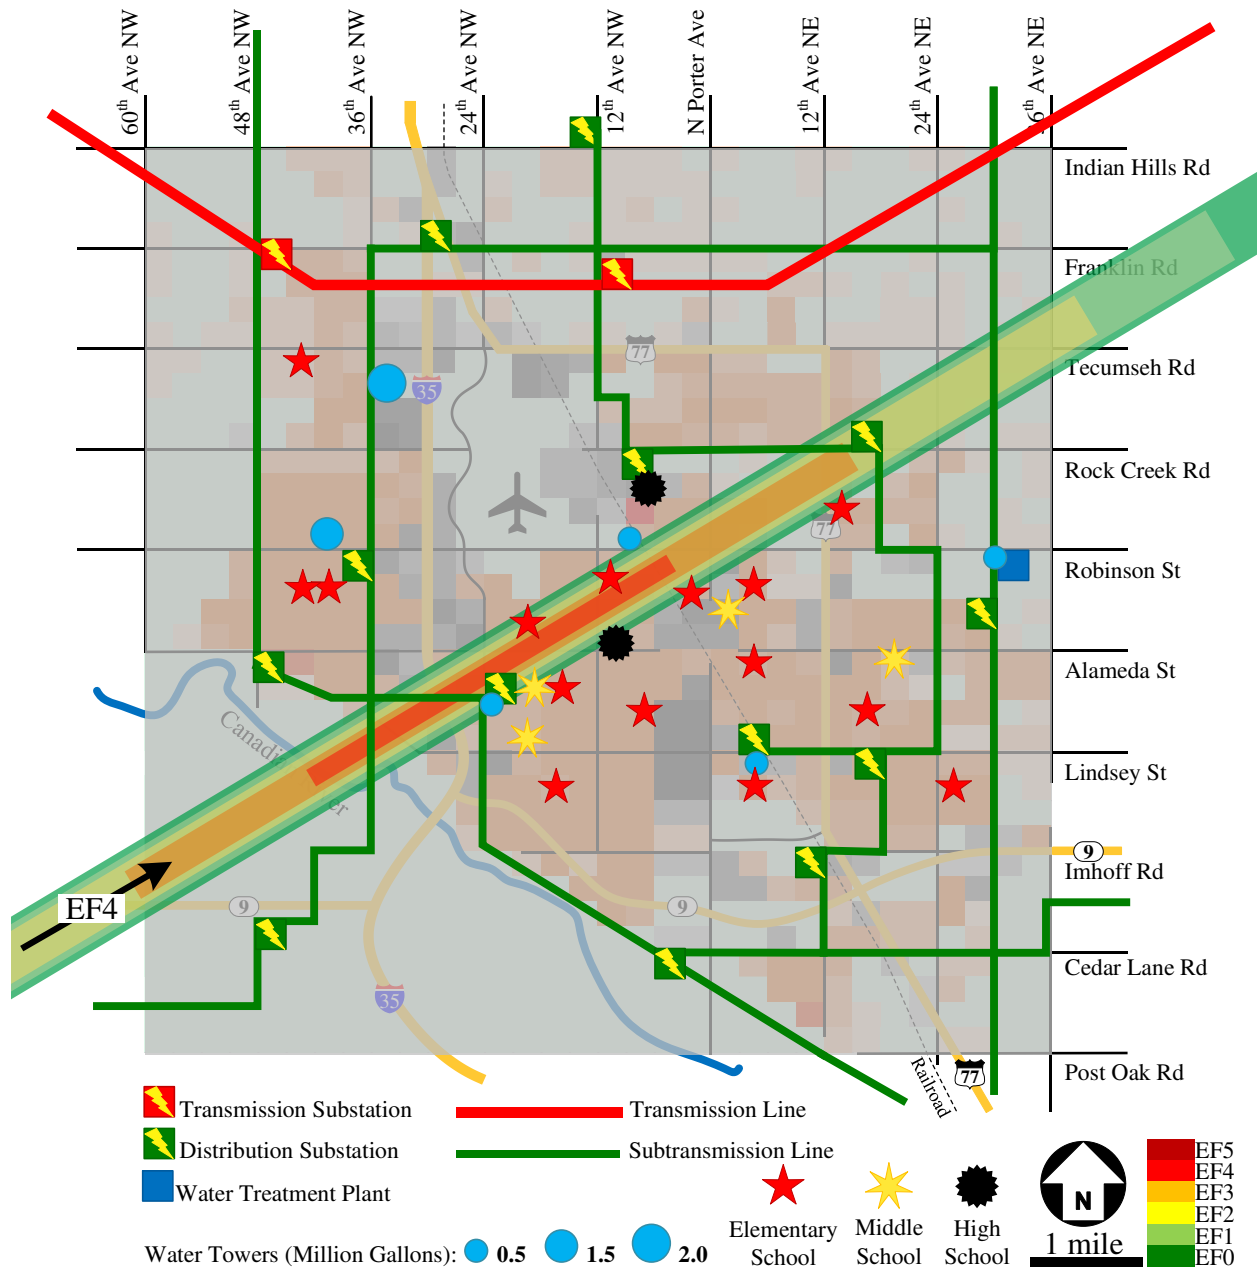 60th Ave NW
48th Ave NW
36th Ave NW
24th Ave NW
12th Ave NW
N Porter Ave
12th Ave NE
24th Ave NE
36th Ave NE
Indian Hills Rd
Franklin Rd
77
Tecumseh Rd
35
Rock Creek Rd
77
Robinson St
Alameda St
Canadi
er
Lindsey St
9
Imhoff Rd
EF4
9
9
Cedar Lane Rd
35
Railroad
77
Post Oak Rd
Transmission Substation
Transmission Line
Distribution Substation
Subtransmission Line
Water Treatment Plant
Water Towers (Million Gallons): 0.5 1.5 2.0
Elementary School
Middle School
High School
N
1 mile
EF5
EF4
EF3
EF2
EF1
EF0